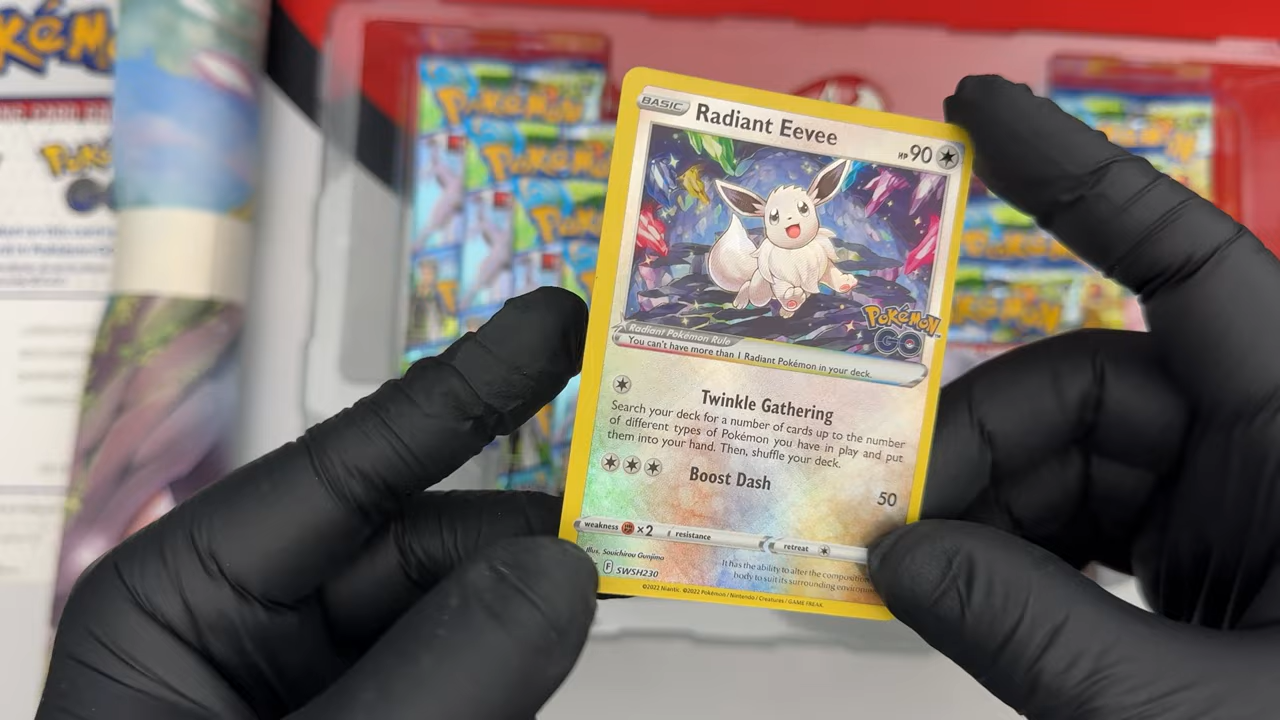 BASIC
Radiant Eevee
HP 90
Pokémon
GO
Radiant Pokémon Rule
You can't have more than 1 Radiant Pokémon in your deck.
Twinkle Gathering
Search your deck for a number of cards up to the number
of different types of Pokémon you have in play and put
them into your hand. Then, shuffle your deck.
Boost Dash
50
weakness ×2 resistance
retreat
Illus. Souichirou Gunjima
F SWSH230
It has the ability to alter the composition
body to suit its surrounding
©2022 Niantic. ©2022 Pokémon / Nintendo / Creatures / GAME FREAK.
POKÉMON
POKÉMON